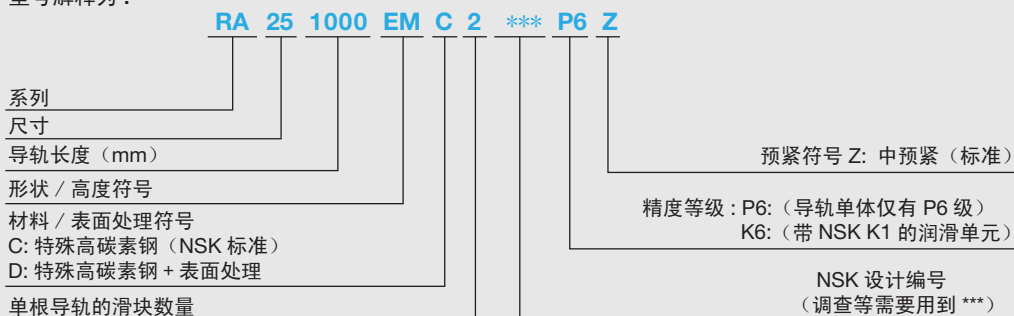 RA 25 1000 EM C 2 *** P6 Z
系列
尺寸
导轨长度（mm）
预紧符号 Z: 中预紧（标准）
形状 / 高度符号
精度等级 : P6:（导轨单体仅有 P6 级）
材料 / 表面处理符号
K6:（带 NSK K1 的润滑单元）
C: 特殊高碳素钢（NSK 标准）
D: 特殊高碳素钢 + 表面处理
NSK 设计编号
单根导轨的滑块数量
（调查等需要用到 ***）